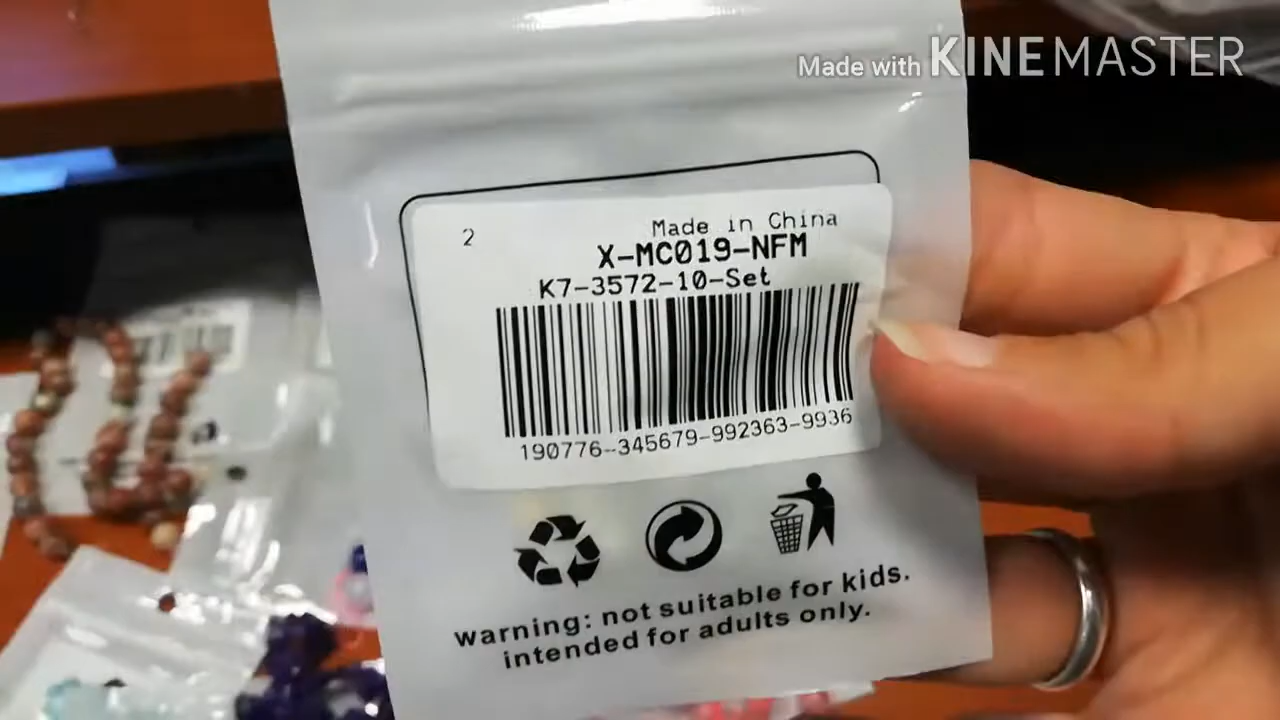 Made with KINEMASTER
2
Made in China
X-MC019-NFM
K7-3572-10-Set
190776-345679-992363-9936
warning: not suitable for kids.
intended for adults only.